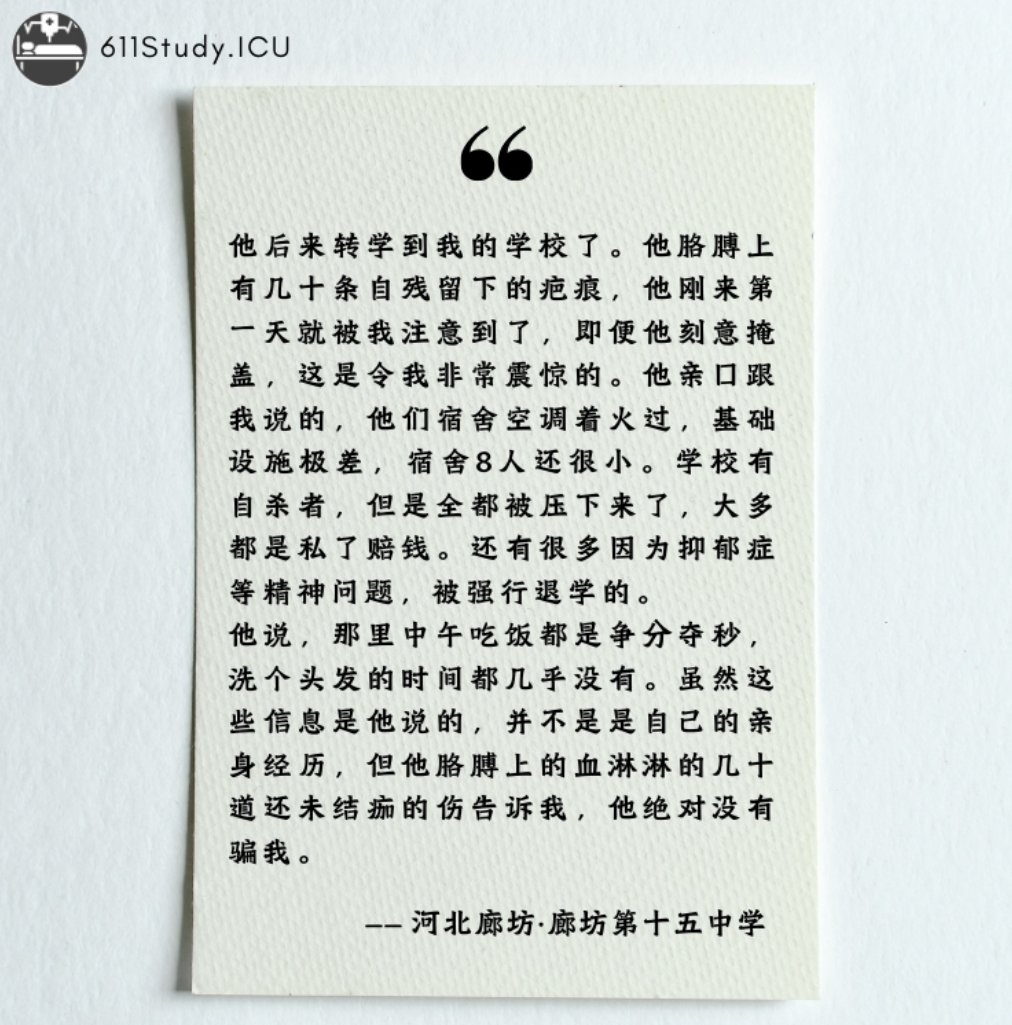 611Study.ICU
“
他后来转学到我的学校了。他胳膊上
有几十条自残留下的疤痕，他刚来第
一天就被我注意到了，即便他刻意掩
盖，这是令我非常震惊的。他亲口跟
我说的，他们宿舍空调着火过，基础
设施极差，宿舍8人还很小。学校有
自杀者，但是全都被压下来了，大多
都是私了赔钱。还有很多因为抑郁症
等精神问题，被强行退学的。
他说，那里中午吃饭都是争分夺秒，
洗个头发的时间都几乎没有。虽然这
些信息是他说的，并不是是自己的亲
身经历，但他胳膊上的血淋淋的几十
道还未结痂的伤告诉我，他绝对没有
骗我。
—— 河北廊坊·廊坊第十五中学